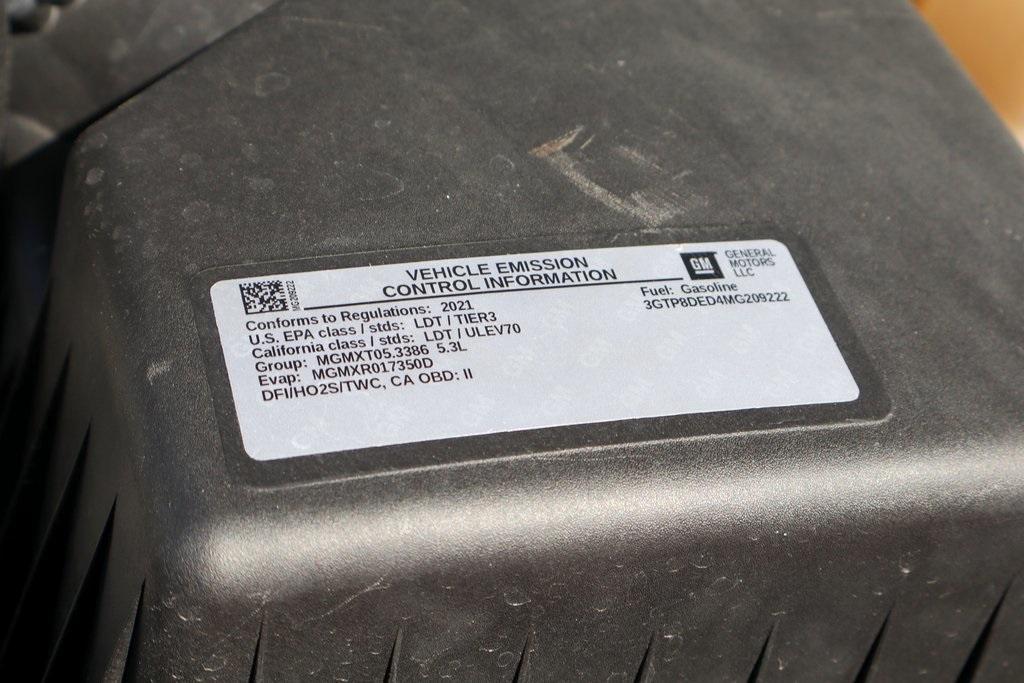 VEHICLE EMISSION
CONTROL INFORMATION
GM
GENERAL
MOTORS
LLC
MG209222
Fuel: Gasoline
3GTP8DED4MG209222
Conforms to Regulations: 2021
U.S. EPA class / stds: LDT / TIER3
California class / stds: LDT / ULEV70
Group: MGMXT05.3386 5.3L
Evap: MGMXR017350D
DFI/HO2S/TWC, CA OBD: II